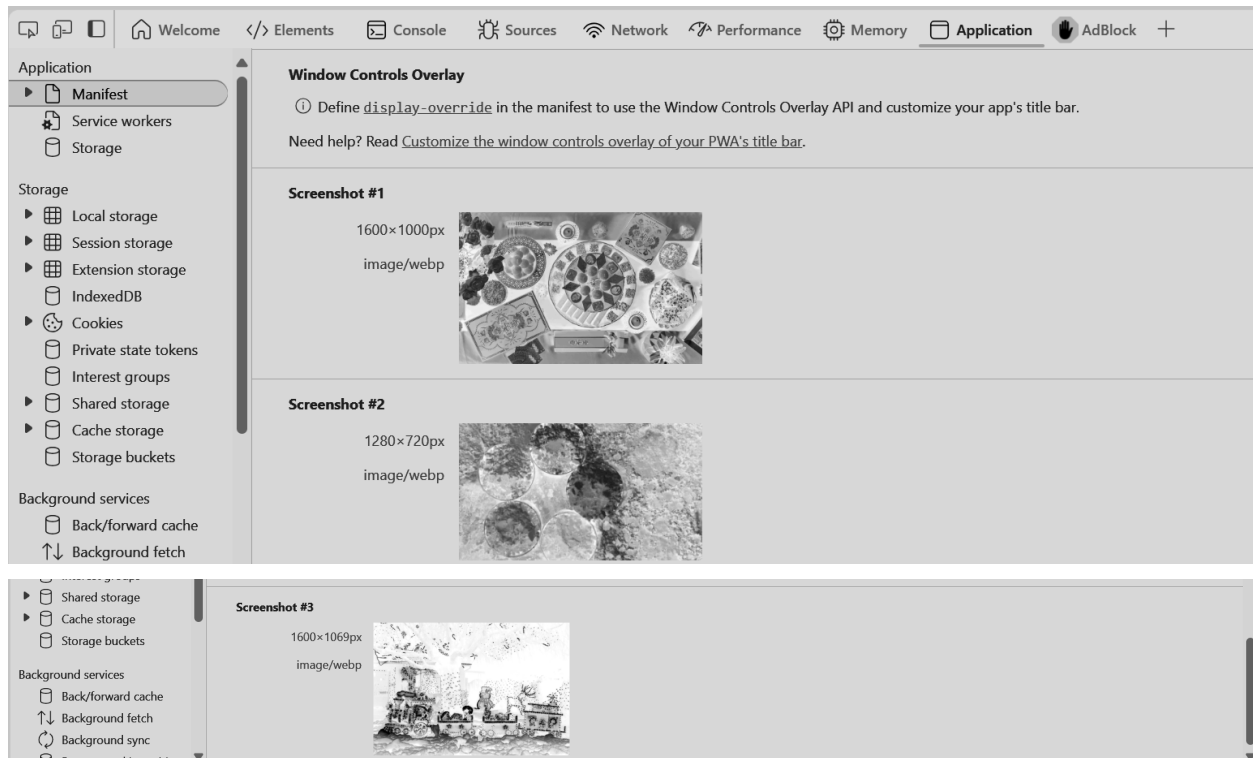 Welcome
Elements
Console
Sources
Network
Performance
Memory
Application
AdBlock
Application
Manifest
Service workers
Storage
Storage
Local storage
Session storage
Extension storage
IndexedDB
Cookies
Private state tokens
Interest groups
Shared storage
Cache storage
Storage buckets
Background services
Back/forward cache
Background fetch
Window Controls Overlay
Define display-override in the manifest to use the Window Controls Overlay API and customize your app's title bar.
Need help? Read Customize the window controls overlay of your PWA's title bar.
Screenshot #1
1600×1000px
image/webp
Screenshot #2
1280×720px
image/webp
Shared storage
Cache storage
Storage buckets
Background services
Back/forward cache
Background fetch
Background sync
Screenshot #3
1600×1069px
image/webp